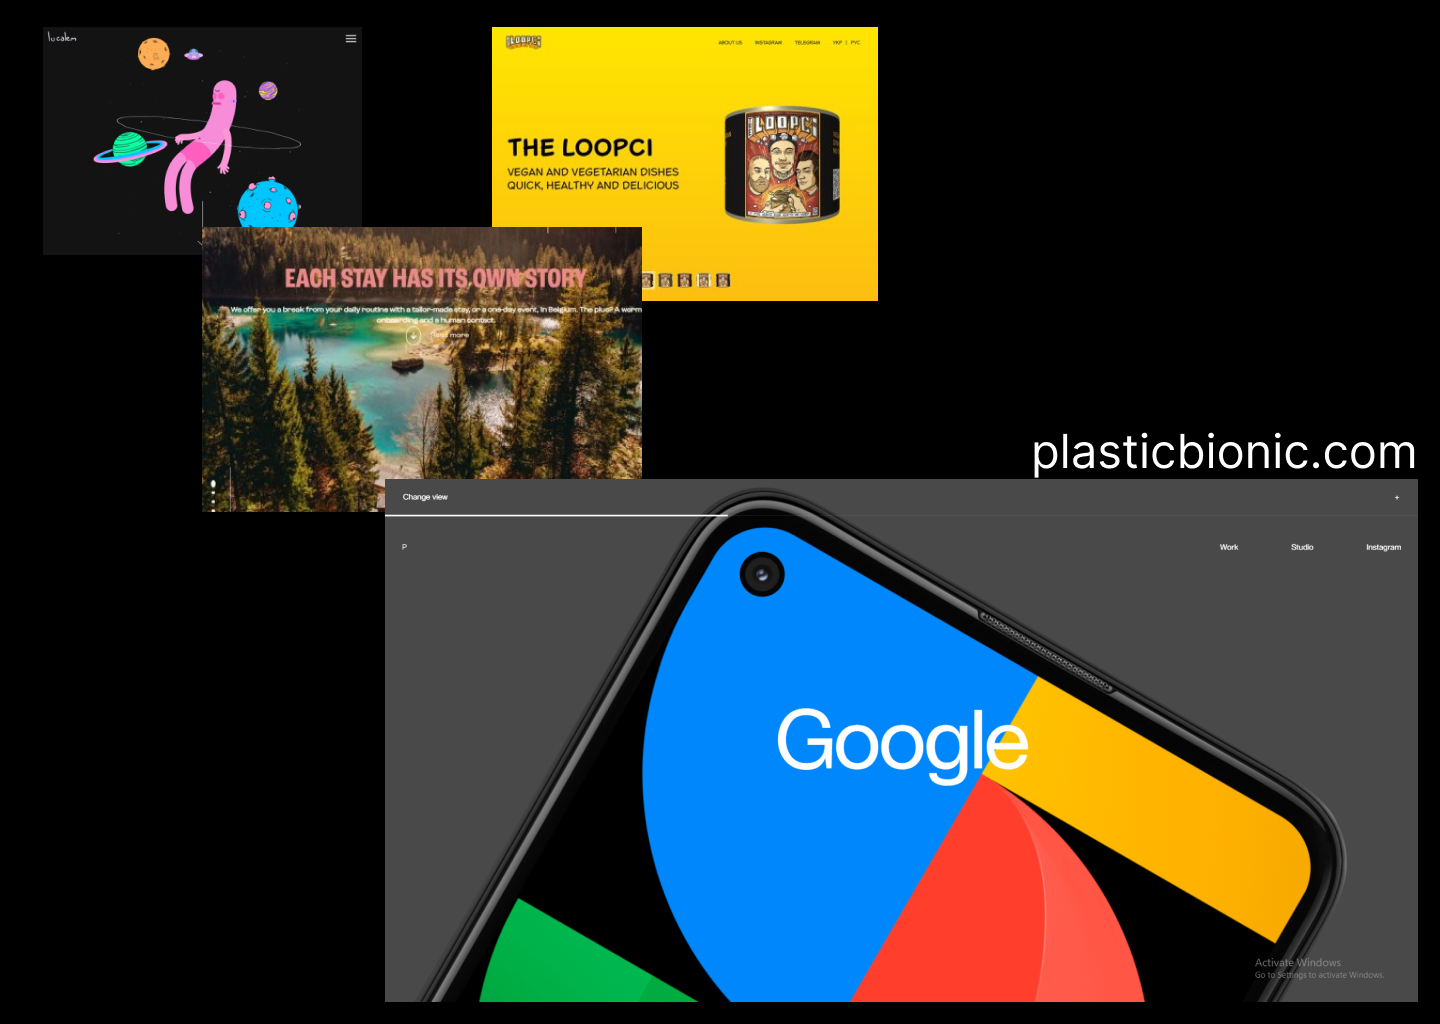 lucalem
LOOPCI
ABOUT US INSTAGRAM TELEGRAM УКР | РУС
LOOPCI
THE LOOPCI
VEGAN AND VEGETARIAN DISHES
QUICK, HEALTHY AND DELICIOUS
EACH STAY HAS ITS OWN STORY
We offer you a break from your daily routine with a tailor-made stay, or a one-day event, in Belgium. The plus? A warm
onboarding and a human contact.
Read more
plasticbionic.com
Change view +
P Work Studio Instagram
Google
Activate Windows
Go to Settings to activate Windows.